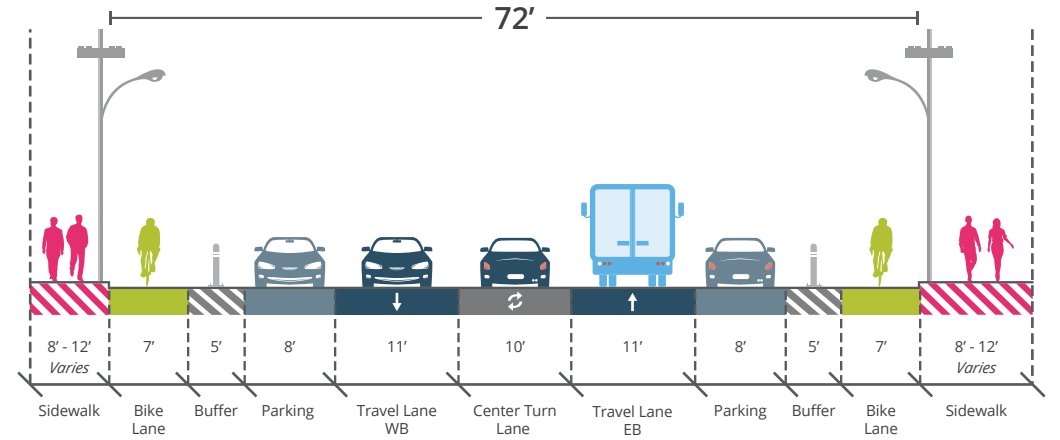 72’
8’ - 12’
Varies
7’
5’
8’
11’
10’
11’
8’
5’
7’
8’ - 12’
Varies
Sidewalk
Bike
Lane
Buffer
Parking
Travel Lane
WB
Center Turn
Lane
Travel Lane
EB
Parking
Buffer
Bike
Lane
Sidewalk